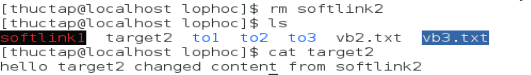 [thuctap@localhost lophoc]$ rm softlink2
[thuctap@localhost lophoc]$ ls
softlink1 target2 to1 to2 to3 vb2.txt vb3.txt
[thuctap@localhost lophoc]$ cat target2
hello target2 changed content from softlink2